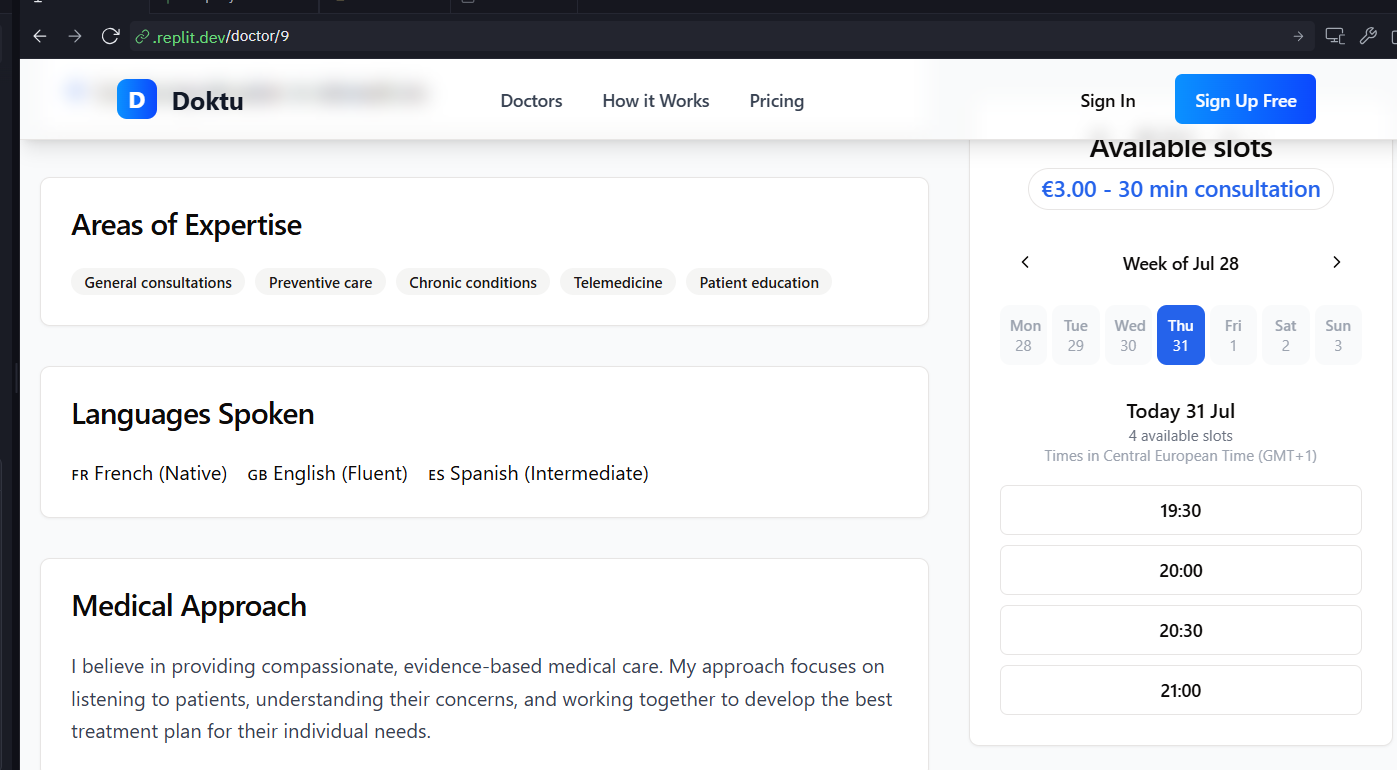 .replit.dev/doctor/9
D Doktu
Doctors
How it Works
Pricing
Sign In
Sign Up Free
Areas of Expertise
General consultations
Preventive care
Chronic conditions
Telemedicine
Patient education
Languages Spoken
FR French (Native)
GB English (Fluent)
ES Spanish (Intermediate)
Medical Approach
I believe in providing compassionate, evidence-based medical care. My approach focuses on
listening to patients, understanding their concerns, and working together to develop the best
treatment plan for their individual needs.
Available slots
€3.00 - 30 min consultation
Week of Jul 28
Mon Tue Wed Thu Fri Sat Sun
28 29 30 31 1 2 3
Today 31 Jul
4 available slots
Times in Central European Time (GMT+1)
19:30
20:00
20:30
21:00